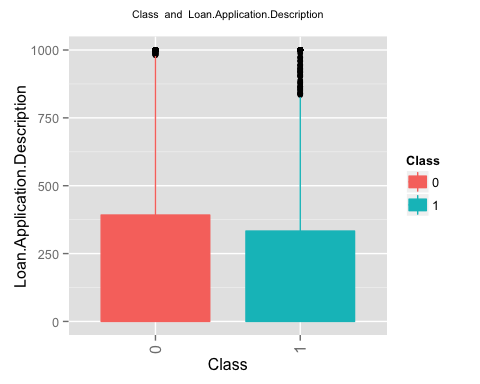 Class and Loan.Application.Description
Loan.Application.Description
1000
750
500
250
0
0
1
Class
Class
0
1